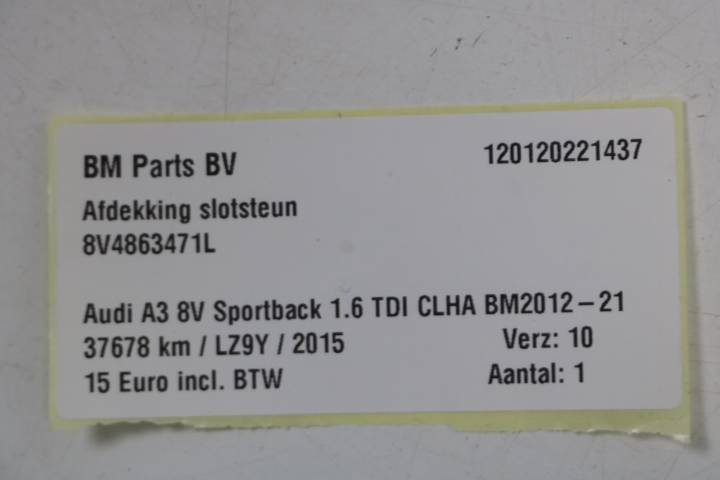 BM Parts BV 120120221437
Afdekking slotsteun
8V4863471L
Audi A3 8V Sportback 1.6 TDI CLHA BM2012-21
37678 km / LZ9Y / 2015 Verz: 10
15 Euro incl. BTW Aantal: 1